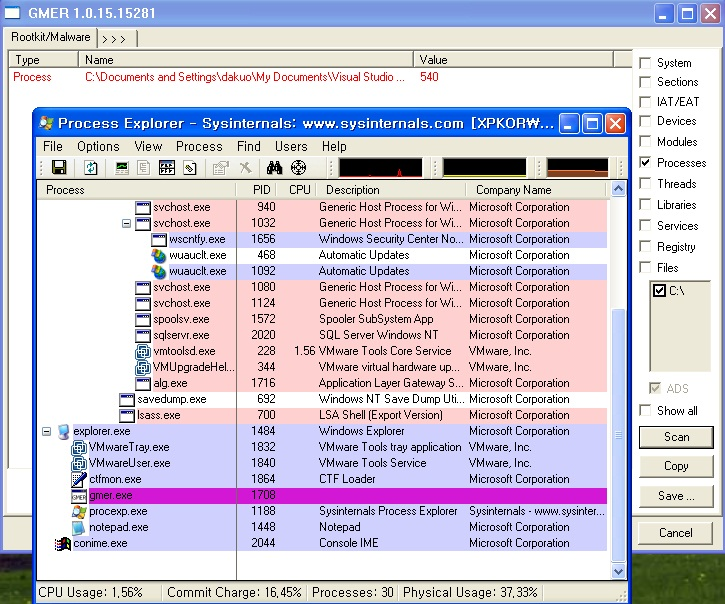 GMER 1.0.15.15281
Rootkit/Malware > > >
Type Name Value
Process C:\Documents and Settings\dakuo\My Documents\Visual Studio ... 540
System
Sections
IAT/EAT
Devices
Modules
Processes
Threads
Libraries
Services
Registry
Files
C:\
ADS
Show all
Scan
Copy
Save ...
Cancel
Process Explorer - Sysinternals: www.sysinternals.com [XPKOR₩...
File Options View Process Find Users Help
Process PID CPU Description Company Name
svchost.exe 940 Generic Host Process for Wi... Microsoft Corporation
svchost.exe 1032 Generic Host Process for Wi... Microsoft Corporation
wscntfy.exe 1656 Windows Security Center No... Microsoft Corporation
wuauclt.exe 468 Automatic Updates Microsoft Corporation
wuauclt.exe 1092 Automatic Updates Microsoft Corporation
svchost.exe 1080 Generic Host Process for Wi... Microsoft Corporation
svchost.exe 1124 Generic Host Process for Wi... Microsoft Corporation
spoolsv.exe 1572 Spooler SubSystem App Microsoft Corporation
sqlservr.exe 2020 SQL Server Windows NT Microsoft Corporation
vmtoolsd.exe 228 1.56 VMware Tools Core Service VMware, Inc.
VMUpgradeHel... 344 VMware virtual hardware up... VMware, Inc.
alg.exe 1716 Application Layer Gateway S... Microsoft Corporation
savedump.exe 692 Windows NT Save Dump Uti... Microsoft Corporation
lsass.exe 700 LSA Shell (Export Version) Microsoft Corporation
explorer.exe 1484 Windows Explorer Microsoft Corporation
VMwareTray.exe 1832 VMware Tools tray application VMware, Inc.
VMwareUser.exe 1840 VMware Tools Service VMware, Inc.
ctfmon.exe 1864 CTF Loader Microsoft Corporation
GMER gmer.exe 1708
procexp.exe 1188 Sysinternals Process Explorer Sysinternals - www.sysinter...
notepad.exe 1448 Notepad Microsoft Corporation
conime.exe 2044 Console IME Microsoft Corporation
CPU Usage: 1,56% Commit Charge: 16,45% Processes: 30 Physical Usage: 37,33%